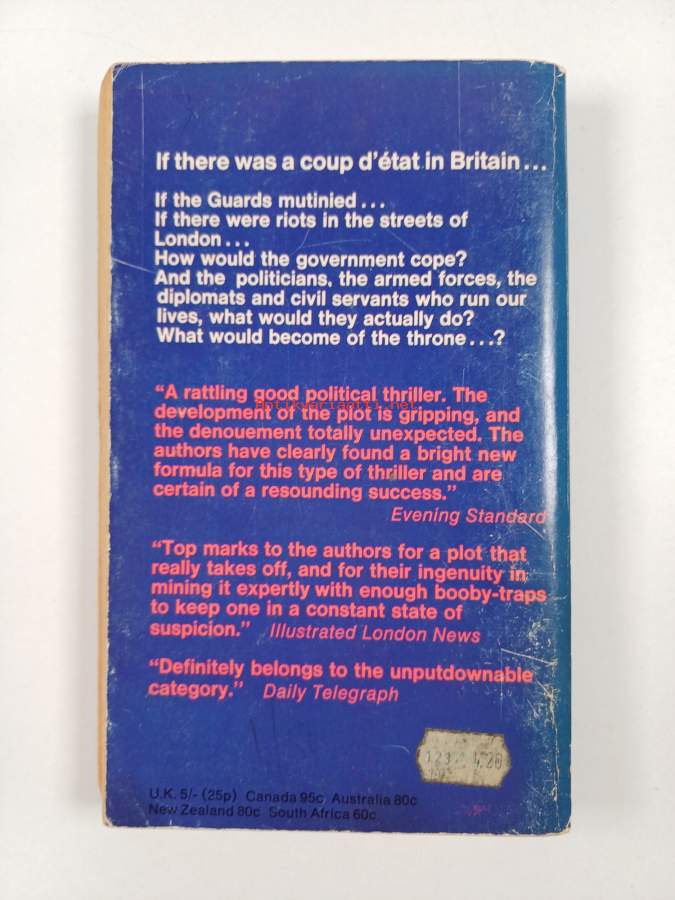 If there was a coup d'état in Britain...
If the Guards mutinied...
If there were riots in the streets of
London...
How would the government cope?
And the politicians, the armed forces, the
diplomats and civil servants who run our
lives, what would they actually do?
What would become of the throne...?
"A rattling good political thriller. The
development of the plot is gripping, and
antikvariaatti.net
the denouement totally unexpected. The
authors have clearly found a bright new
formula for this type of thriller and are
certain of a resounding success."
Evening Standard
"Top marks to the authors for a plot that
really takes off, and for their ingenuity in
mining it expertly with enough booby-traps
to keep one in a constant state of
suspicion." Illustrated London News
"Definitely belongs to the unputdownable
category." Daily Telegraph
U.K. 5/- (25p) Canada 95c Australia 80c
New Zealand 80c South Africa 60c